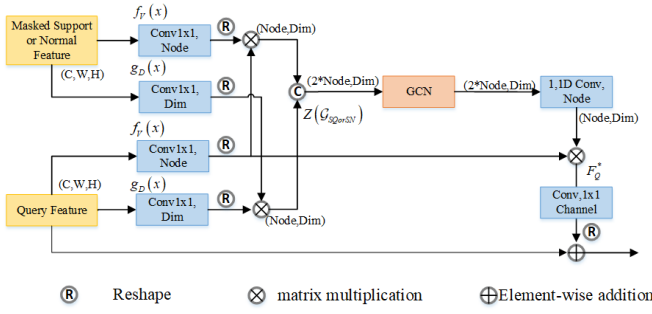 Masked Support
or Normal
Feature
(C,W,H)
f_V(x)
Conv1x1,
Node
R
(Node,Dim)
g_D(x)
Conv1x1,
Dim
R
C
(2*Node,Dim)
GCN
(2*Node,Dim)
1,1D Conv,
Node
(Node,Dim)
Z(𝒢_SQorSN)
f_V(x)
Conv1x1,
Node
R
F_Q^*
(C,W,H)
Query Feature
g_D(x)
Conv1x1,
Dim
R
(Node,Dim)
Conv,1x1
Channel
R
R Reshape
matrix multiplication
Element-wise addition